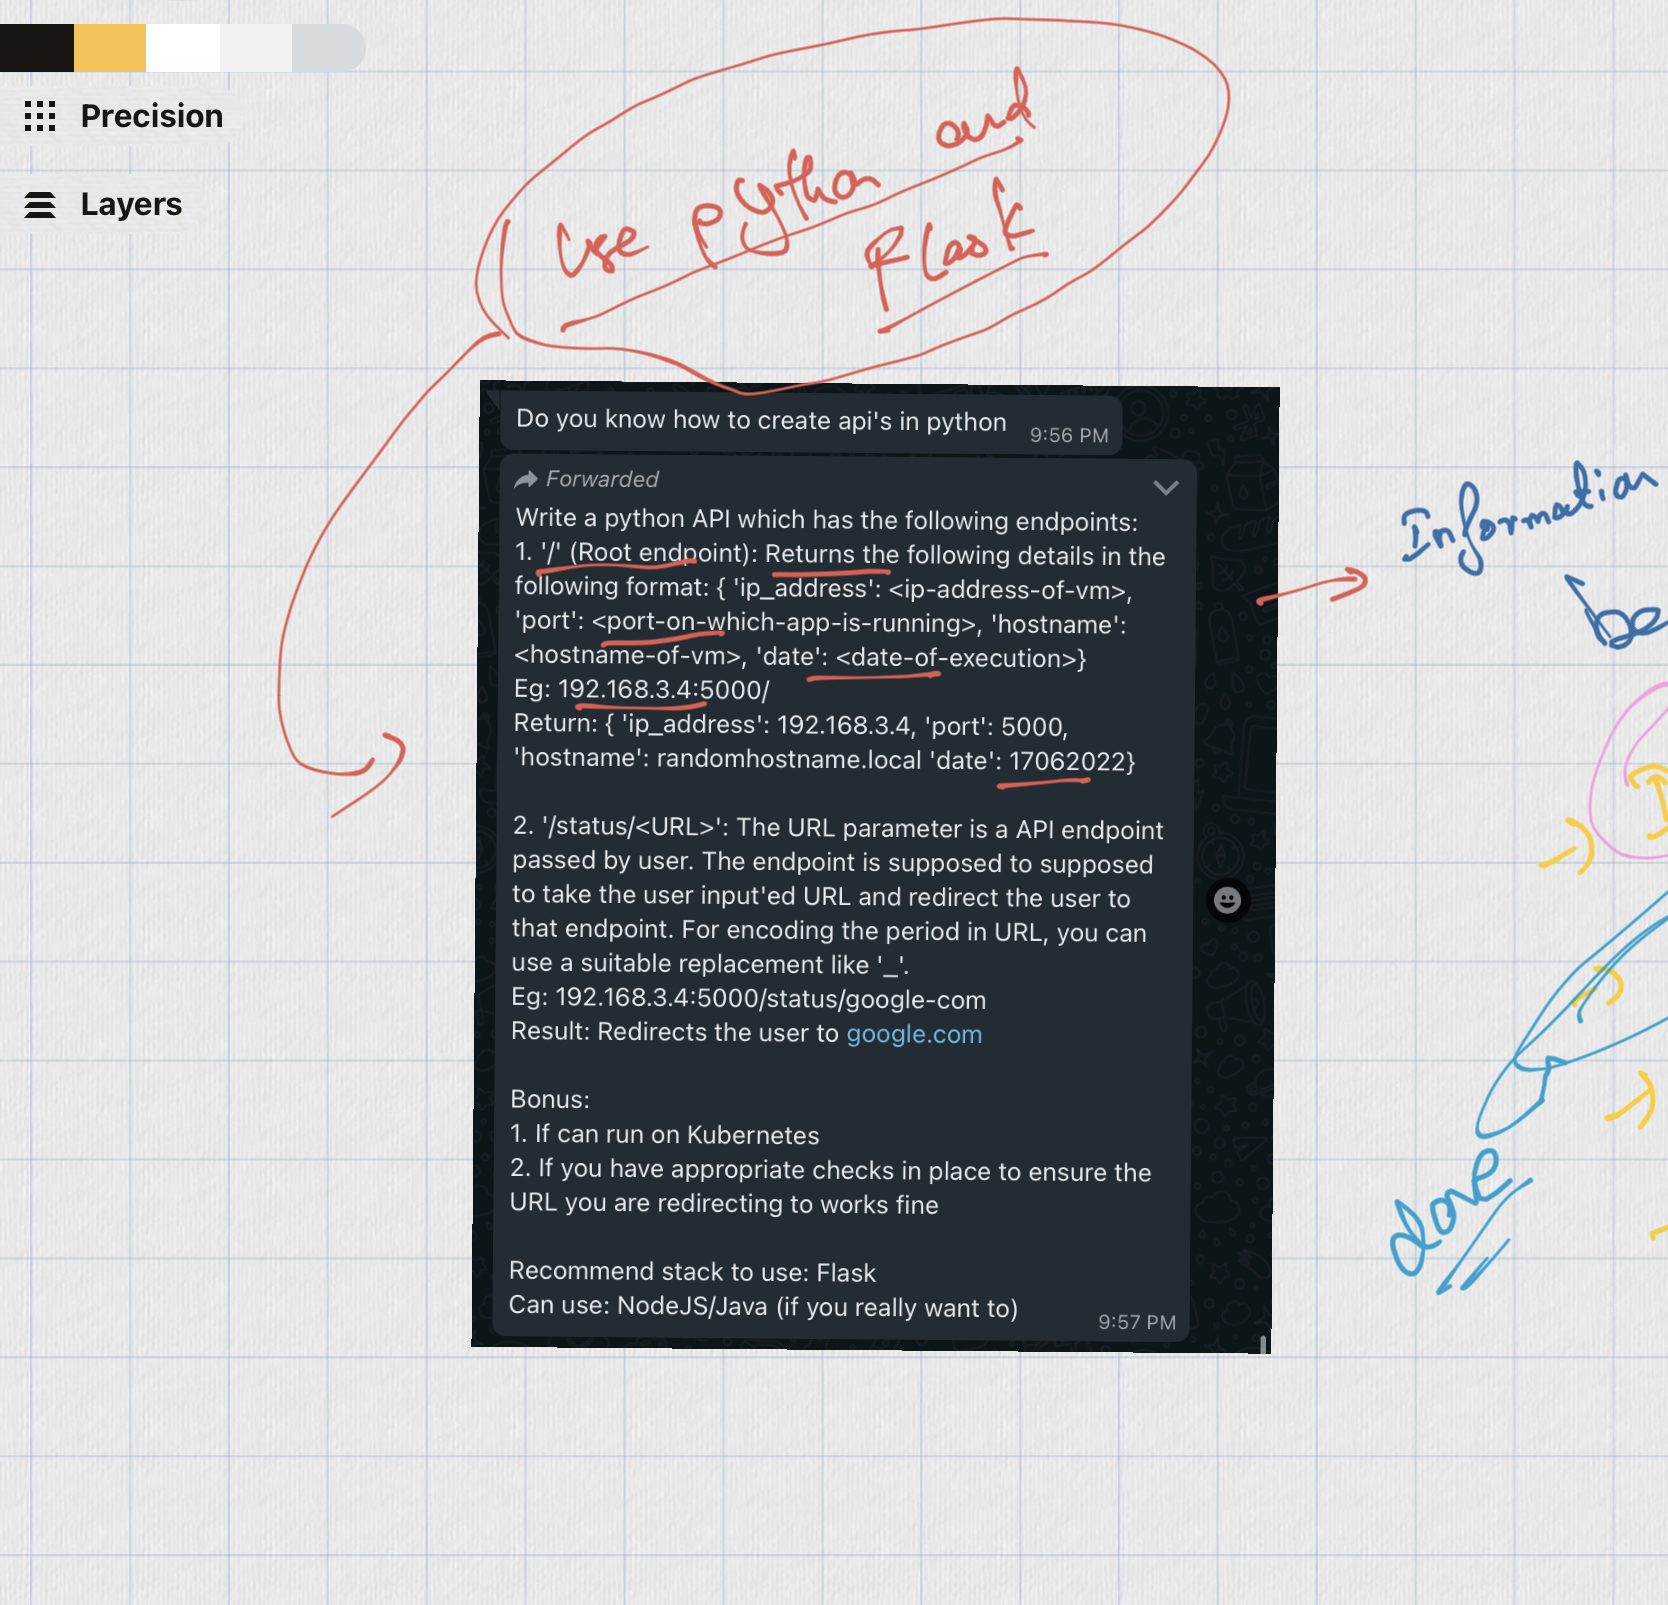 Precision
Layers
use python and
Flask
Do you know how to create api's in python
9:56 PM
Forwarded
Write a python API which has the following endpoints:
1. '/' (Root endpoint): Returns the following details in the
following format: { 'ip_address': <ip-address-of-vm>,
'port': <port-on-which-app-is-running>, 'hostname':
<hostname-of-vm>, 'date': <date-of-execution>}
Eg: 192.168.3.4:5000/
Return: { 'ip_address': 192.168.3.4, 'port': 5000,
'hostname': randomhostname.local 'date': 17062022}
2. '/status/<URL>': The URL parameter is a API endpoint
passed by user. The endpoint is supposed to supposed
to take the user input'ed URL and redirect the user to
that endpoint. For encoding the period in URL, you can
use a suitable replacement like '_'.
Eg: 192.168.3.4:5000/status/google-com
Result: Redirects the user to google.com
Bonus:
1. If can run on Kubernetes
2. If you have appropriate checks in place to ensure the
URL you are redirecting to works fine
Recommend stack to use: Flask
Can use: NodeJS/Java (if you really want to)
9:57 PM
Information
be
done